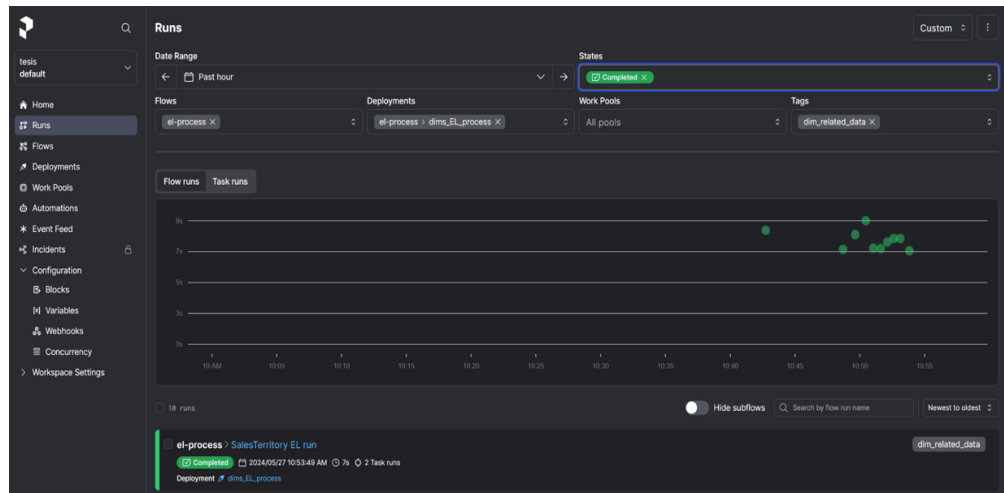 Runs
Custom
tesis
default
Date Range
States
Past hour
Completed
Home
Flows
Deployments
Work Pools
Tags
Runs
el-process
el-process > dims_EL_process
All pools
dim_related_data
Flows
Deployments
Work Pools
Flow runs
Task runs
Automations
Event Feed
Incidents
Configuration
Blocks
Variables
Webhooks
Concurrency
Workspace Settings
9s
7s
5s
3s
0s
10 AM
10:05
10:10
10:15
10:20
10:25
10:30
10:35
10:40
10:45
10:50
10:55
10 runs
Hide subflows
Search by flow run name
Newest to oldest
el-process > SalesTerritory EL run
dim_related_data
Completed 2024/05/27 10:53:49 AM 7s 2 Task runs
Deployment dims_EL_process